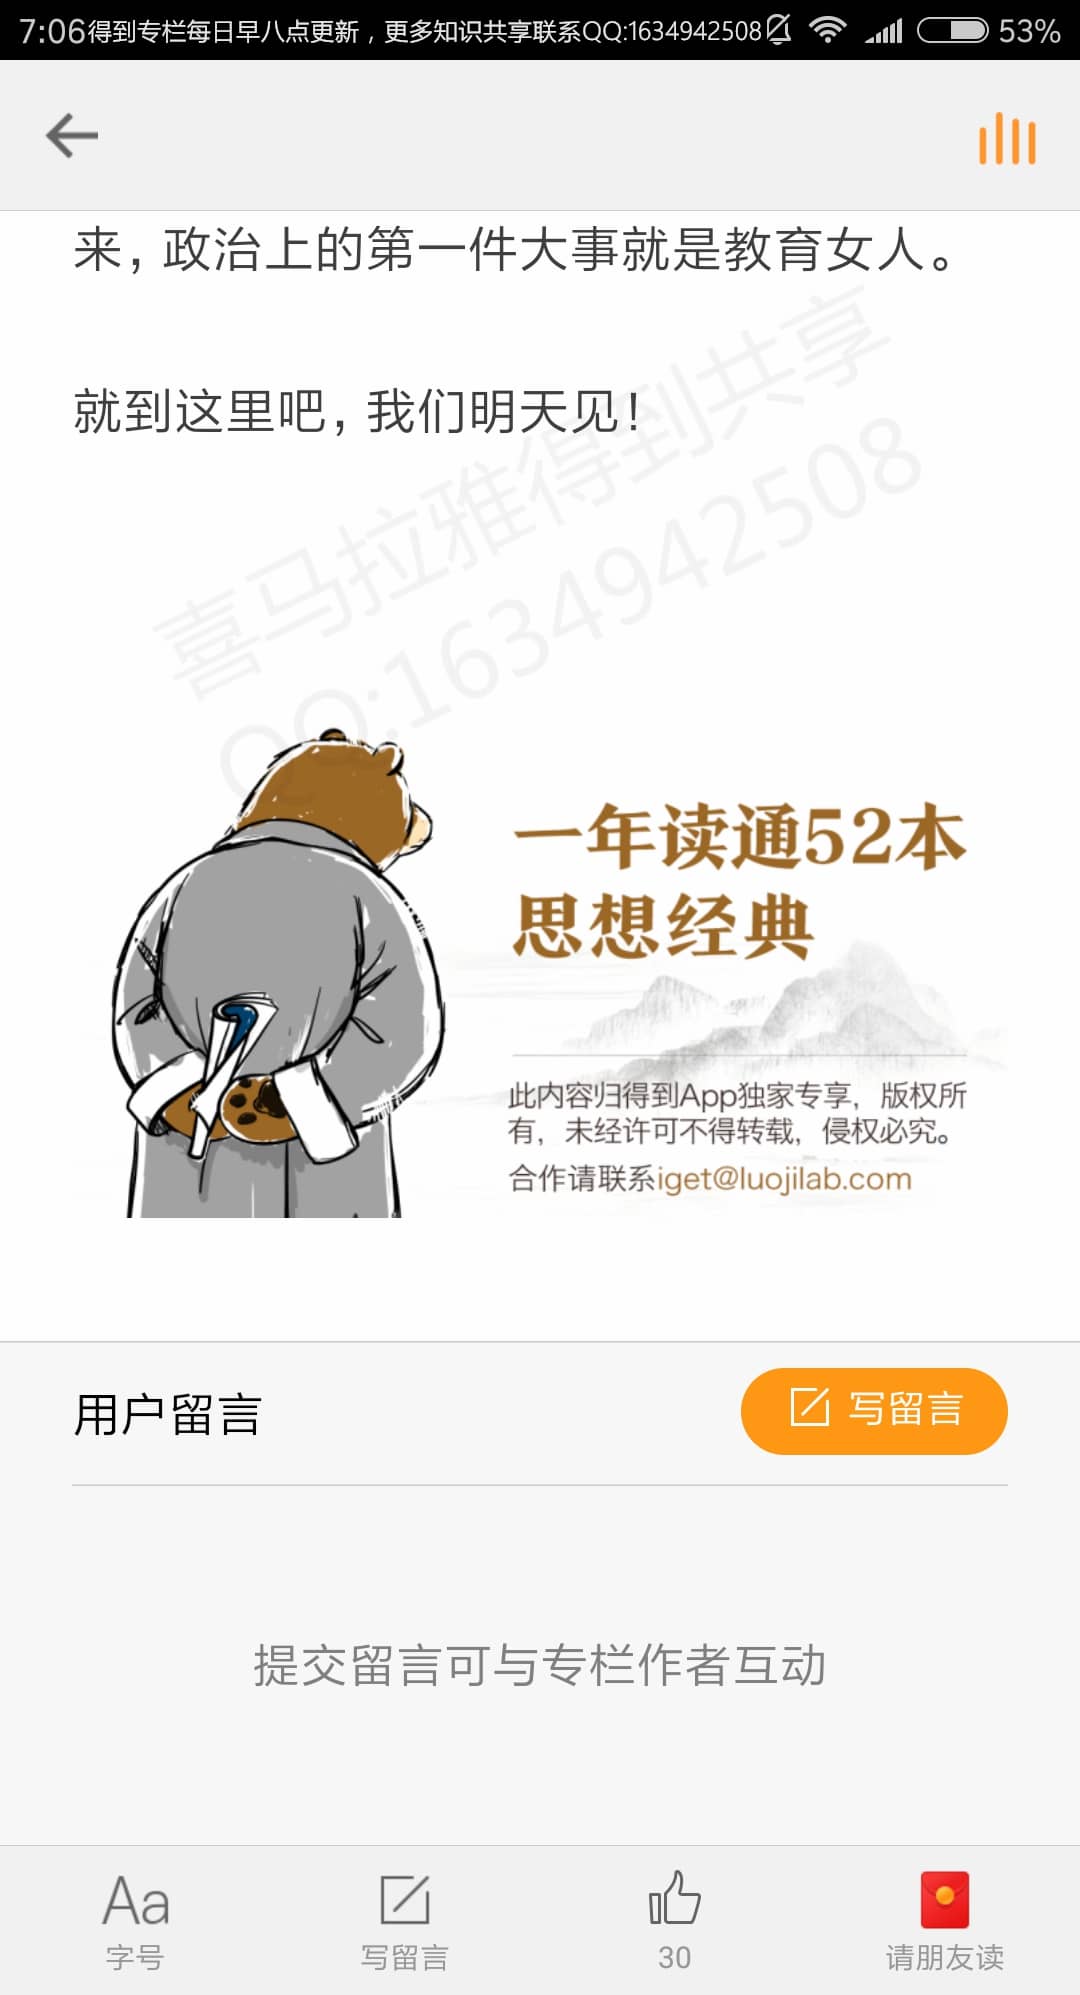 7:06得到专栏每日早八点更新，更多知识共享联系QQ:1634942508 53%
来，政治上的第一件大事就是教育女人。
就到这里吧，我们明天见！
喜马拉雅得到共享
QQ:1634942508
一年读通52本
思想经典
此内容归得到App独家专享，版权所
有，未经许可不得转载，侵权必究。
合作请联系iget@luojilab.com
用户留言
写留言
提交留言可与专栏作者互动
Aa
字号
写留言
30
请朋友读